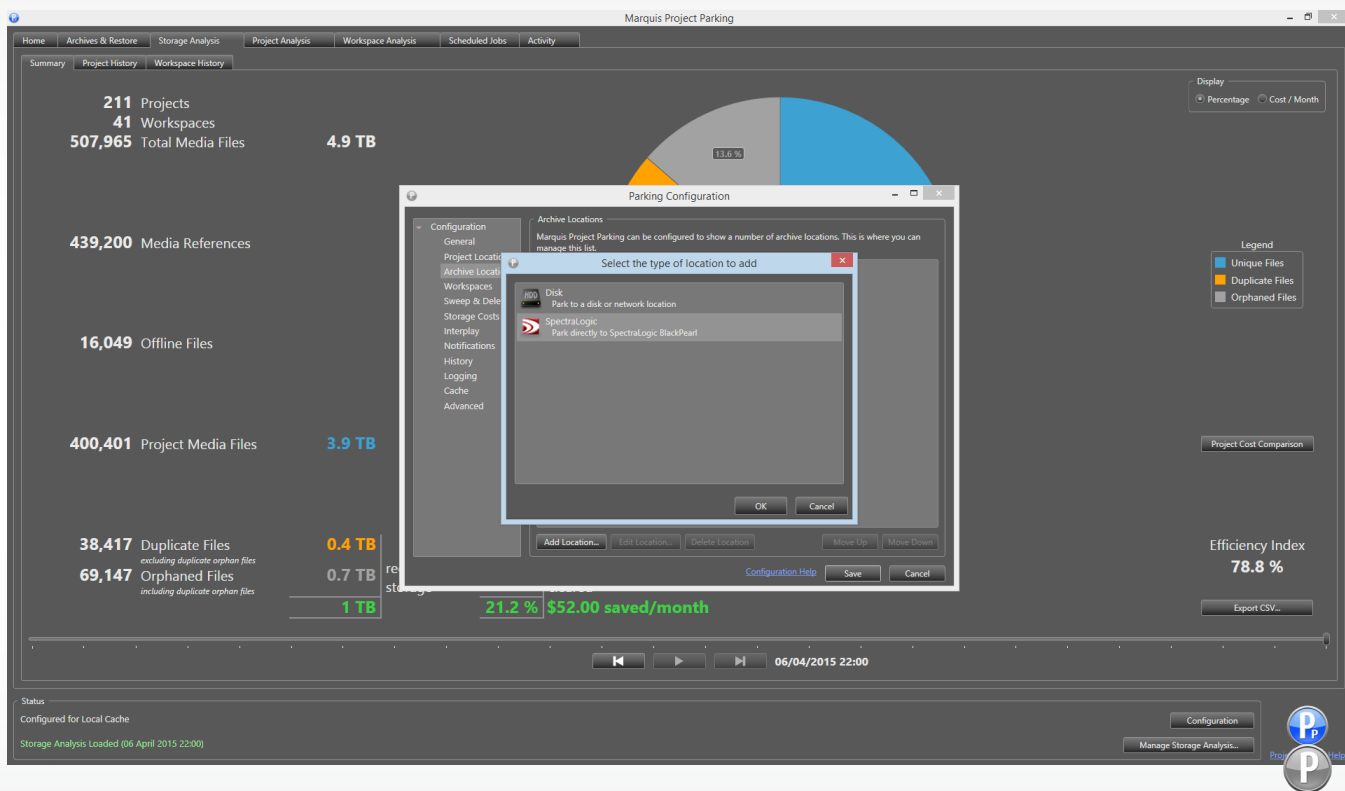 Marquis Project Parking
Home Archives & Restore Storage Analysis Project Analysis Workspace Analysis Scheduled Jobs Activity
Summary Project History Workspace History
Display
Percentage Cost / Month
211 Projects
41 Workspaces
507,965 Total Media Files 4.9 TB
13.6 %
439,200 Media References
16,049 Offline Files
400,401 Project Media Files 3.9 TB
38,417 Duplicate Files 0.4 TB
excluding duplicate orphan files
69,147 Orphaned Files 0.7 TB
including duplicate orphan files
1 TB 21.2 % $52.00 saved/month
Parking Configuration
Configuration
General
Archive Locati
Workspaces
Sweep & Dele
Storage Costs
Interplay
Notifications
History
Logging
Cache
Advanced
Archive Locations
Marquis Project Parking can be configured to show a number of archive locations. This is where you can
manage this list.
Select the type of location to add
HDD
Disk
Park to a disk or network location
SpectraLogic
Park directly to SpectraLogic BlackPearl
OK Cancel
Add Location... Edit Location... Delete Location Move Up Move Down
Configuration Help Save Cancel
Legend
Unique Files
Duplicate Files
Orphaned Files
Project Cost Comparison
Efficiency Index
78.8 %
Export CSV...
06/04/2015 22:00
Status
Configured for Local Cache
Storage Analysis Loaded (06 April 2015 22:00)
Configuration
Manage Storage Analysis...
Pp
Help
P